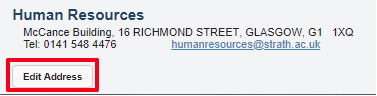 Human Resources
McCance Building, 16 RICHMOND STREET, GLASGOW, G1 1XQ
Tel: 0141 548 4476 humanresources@strath.ac.uk
Edit Address